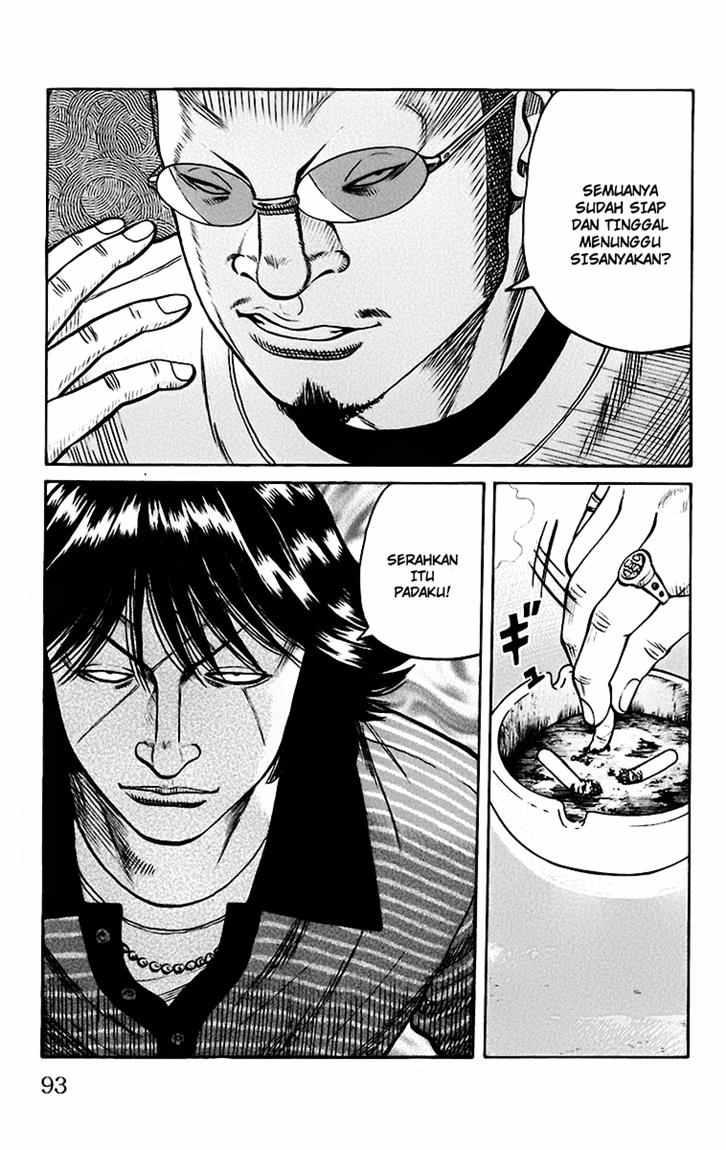 SEMUANYA
SUDAH SIAP
DAN TINGGAL
MENUNGGU
SISANYAKAN?
SERAHKAN
ITU
PADAKU!
ギュ
93